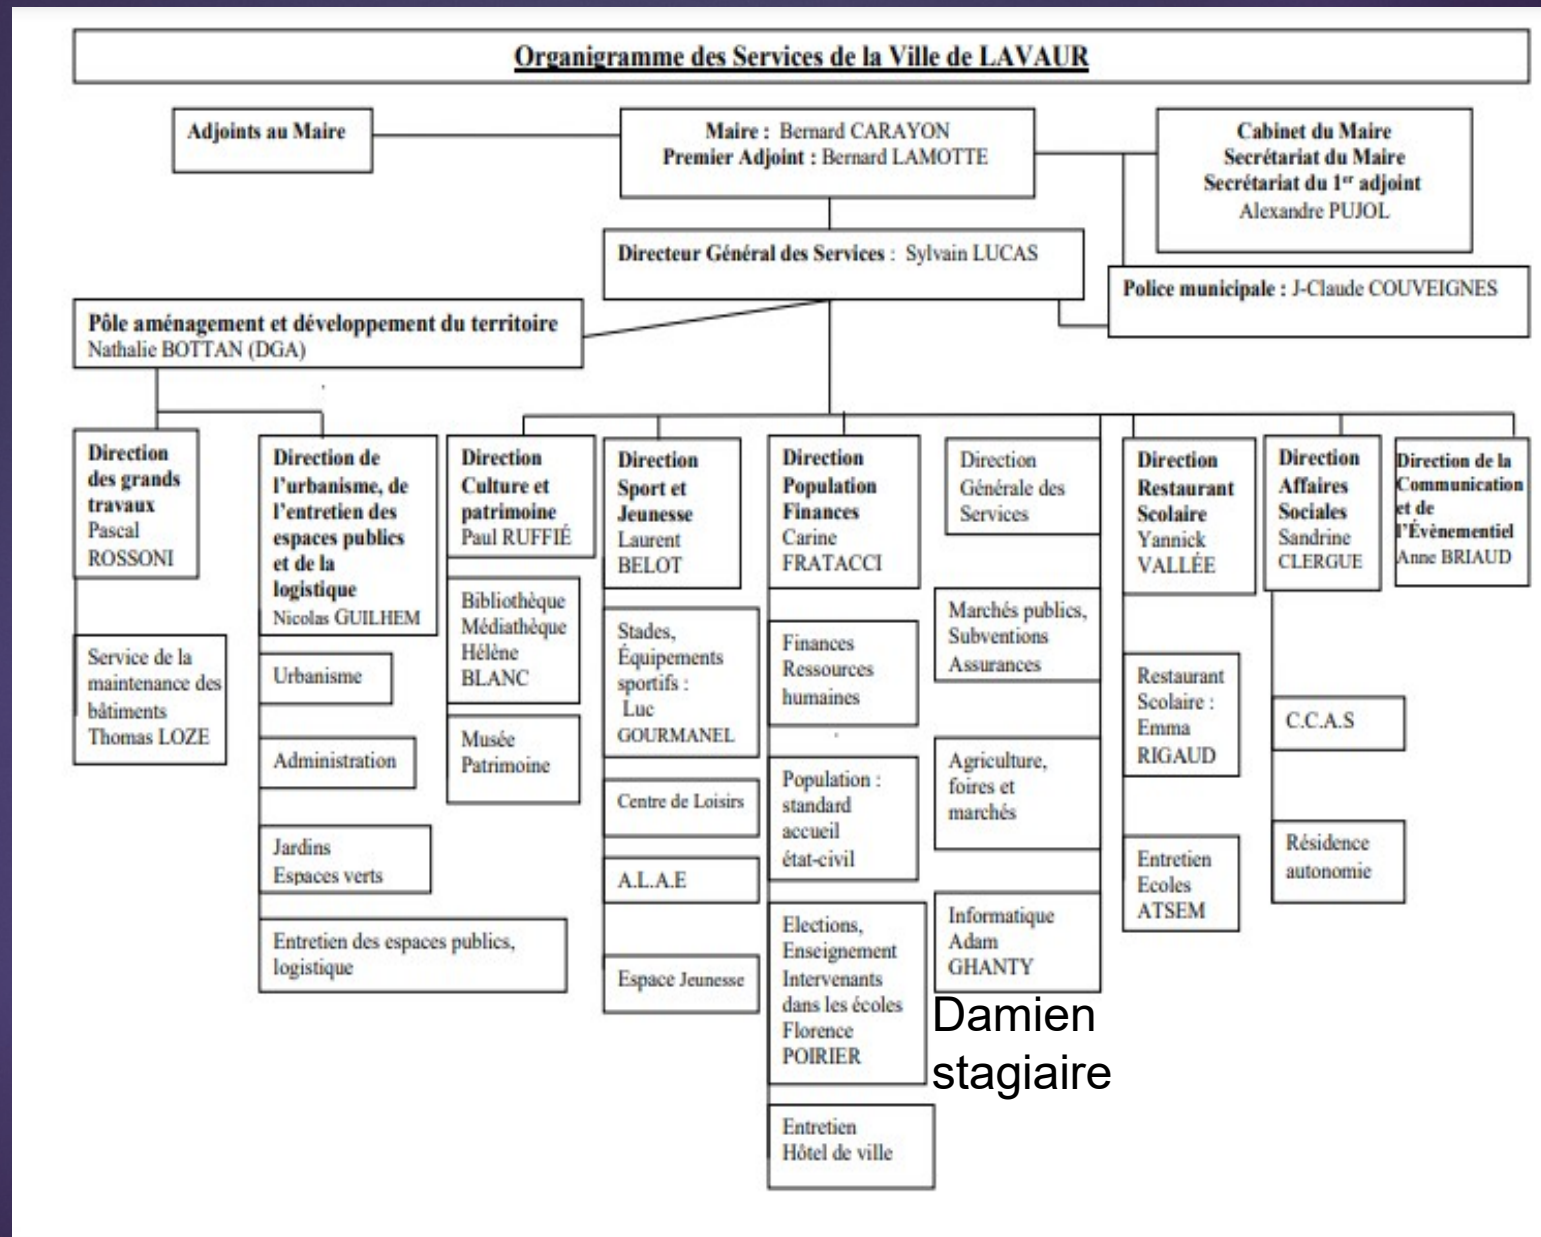 Organigramme des Services de la Ville de LAVAUR
Adjoints au Maire
Maire : Bernard CARAYON
Premier Adjoint : Bernard LAMOTTE
Cabinet du Maire
Secrétariat du Maire
Secrétariat du 1er adjoint
Alexandre PUJOL
Directeur Général des Services : Sylvain LUCAS
Police municipale : J-Claude COUVEIGNES
Pôle aménagement et développement du territoire
Nathalie BOTTAN (DGA)
Direction
des grands
travaux
Pascal
ROSSONI
Service de la
maintenance des
bâtiments
Thomas LOZE
Direction de
l'urbanisme, de
l'entretien des
espaces publics
et de la
logistique
Nicolas GUILHEM
Urbanisme
Administration
Jardins
Espaces verts
Entretien des espaces publics,
logistique
Direction
Culture et
patrimoine
Paul RUFFIÉ
Bibliothèque
Médiathèque
Hélène
BLANC
Musée
Patrimoine
Direction
Sport et
Jeunesse
Laurent
BELOT
Stades,
Équipements
sportifs :
Luc
GOURMANEL
Centre de Loisirs
A.L.A.E
Espace Jeunesse
Direction
Population
Finances
Carine
FRATACCI
Finances
Ressources
humaines
Population :
standard
accueil
état-civil
Elections,
Enseignement
Intervenants
dans les écoles
Florence
POIRIER
Entretien
Hôtel de ville
Direction
Générale des
Services
Marchés publics,
Subventions
Assurances
Agriculture,
foires et
marchés
Informatique
Adam
GHANTY
Damien
stagiaire
Direction
Restaurant
Scolaire
Yannick
VALLÉE
Restaurant
Scolaire :
Emma
RIGAUD
Entretien
Ecoles
ATSEM
Direction
Affaires
Sociales
Sandrine
CLERGUE
C.C.A.S
Résidence
autonomie
Direction de la
Communication
et de
l'Évènementiel
Anne BRIAUD